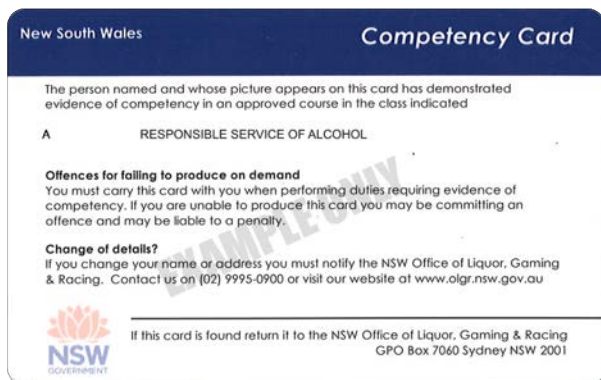 New South Wales
Competency Card
The person named and whose picture appears on this card has demonstrated
evidence of competency in an approved course in the class indicated
A RESPONSIBLE SERVICE OF ALCOHOL
Offences for failing to produce on demand
You must carry this card with you when performing duties requiring evidence of
competency. If you are unable to produce this card you may be committing an
offence and may be liable to a penalty.
EXAMPLE ONLY
Change of details?
If you change your name or address you must notify the NSW Office of Liquor, Gaming
& Racing. Contact us on (02) 9995-0900 or visit our website at www.olgr.nsw.gov.au
If this card is found return it to the NSW Office of Liquor, Gaming & Racing
GPO Box 7060 Sydney NSW 2001
NSW
GOVERNMENT